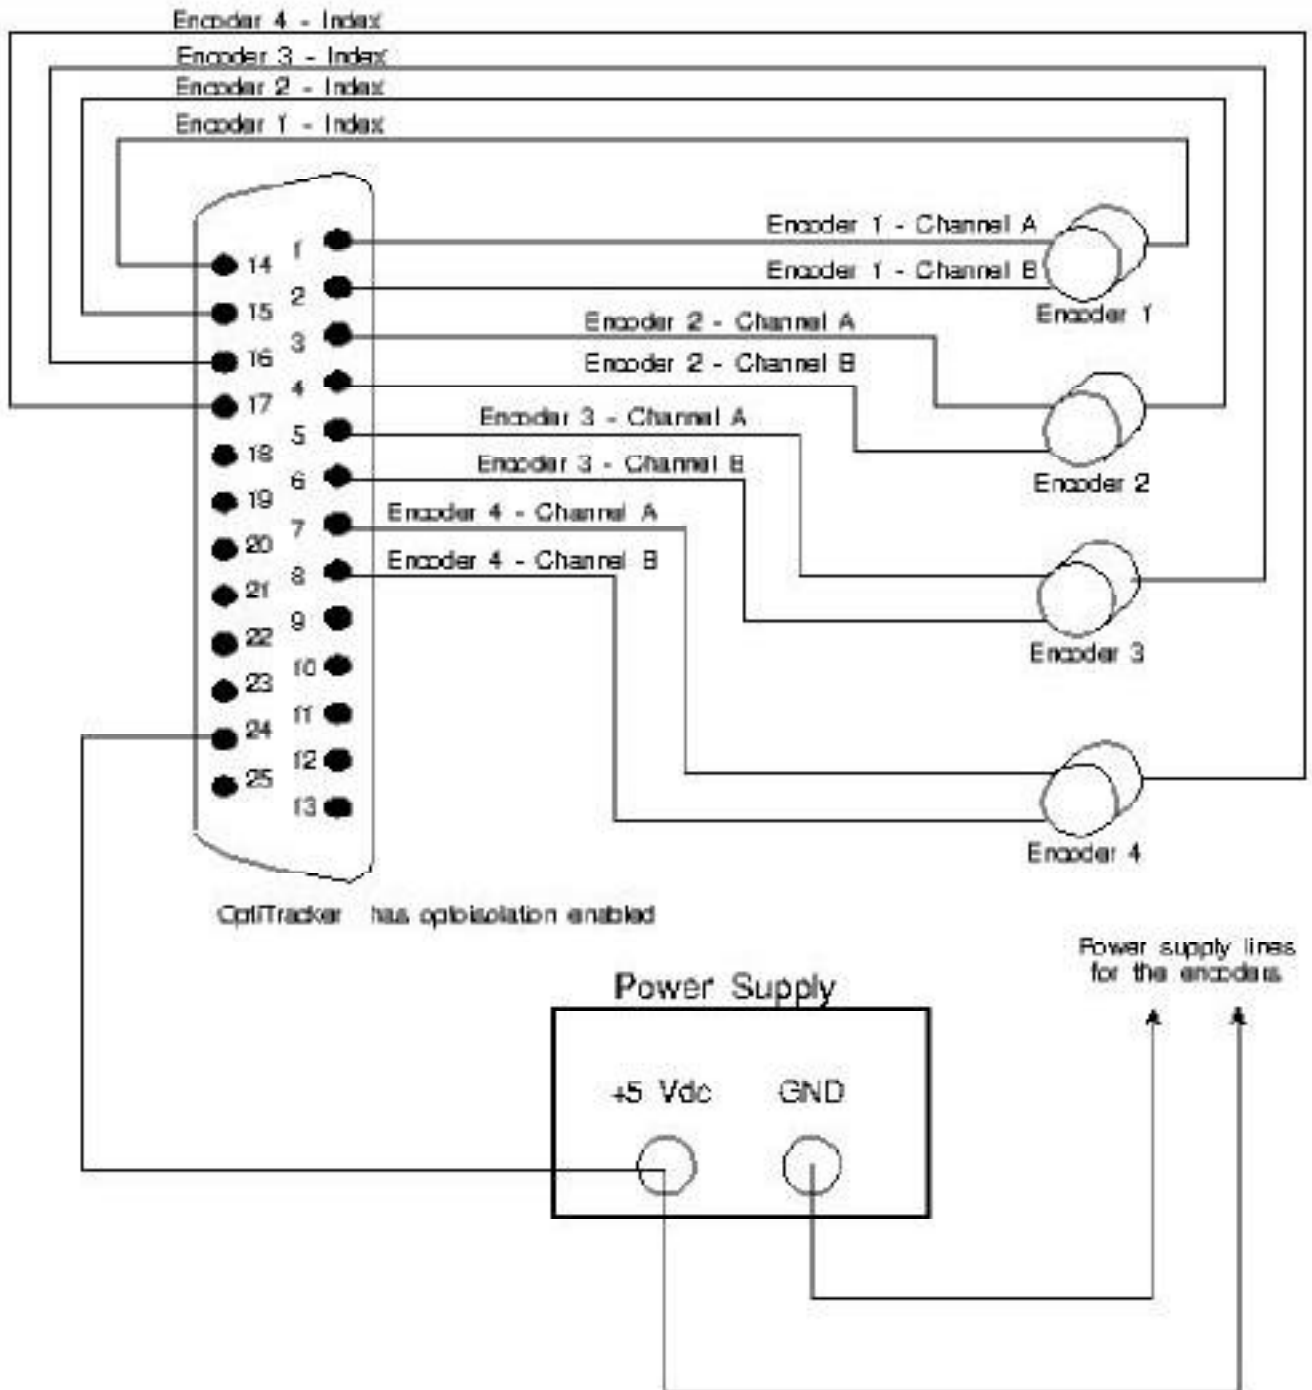 Encoder 4 - Index
Encoder 3 - Index
Encoder 2 - Index
Encoder 1 - Index
Encoder 1 - Channel A
Encoder 1 - Channel B
Encoder 1
Encoder 2 - Channel A
Encoder 2 - Channel B
Encoder 2
Encoder 3 - Channel A
Encoder 3 - Channel B
Encoder 3
Encoder 4 - Channel A
Encoder 4 - Channel B
Encoder 4
14
15
16
17
18
19
20
21
22
23
24
25
1
2
3
4
5
6
7
8
9
10
11
12
13
OptiTracker has optoisolation enabled
Power supply lines
for the encoders
Power Supply
+5 Vdc GND